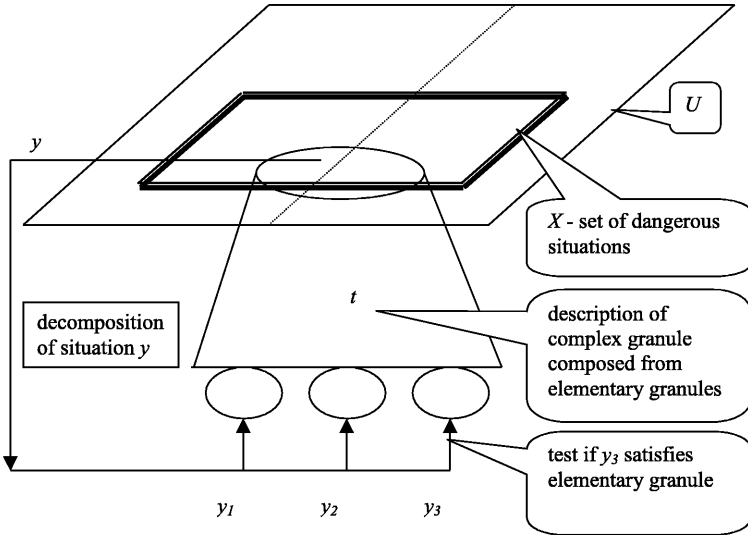 U
y
X - set of dangerous
situations
t
decomposition
of situation y
description of
complex granule
composed from
elementary granules
test if y3 satisfies
elementary granule
y1
y2
y3